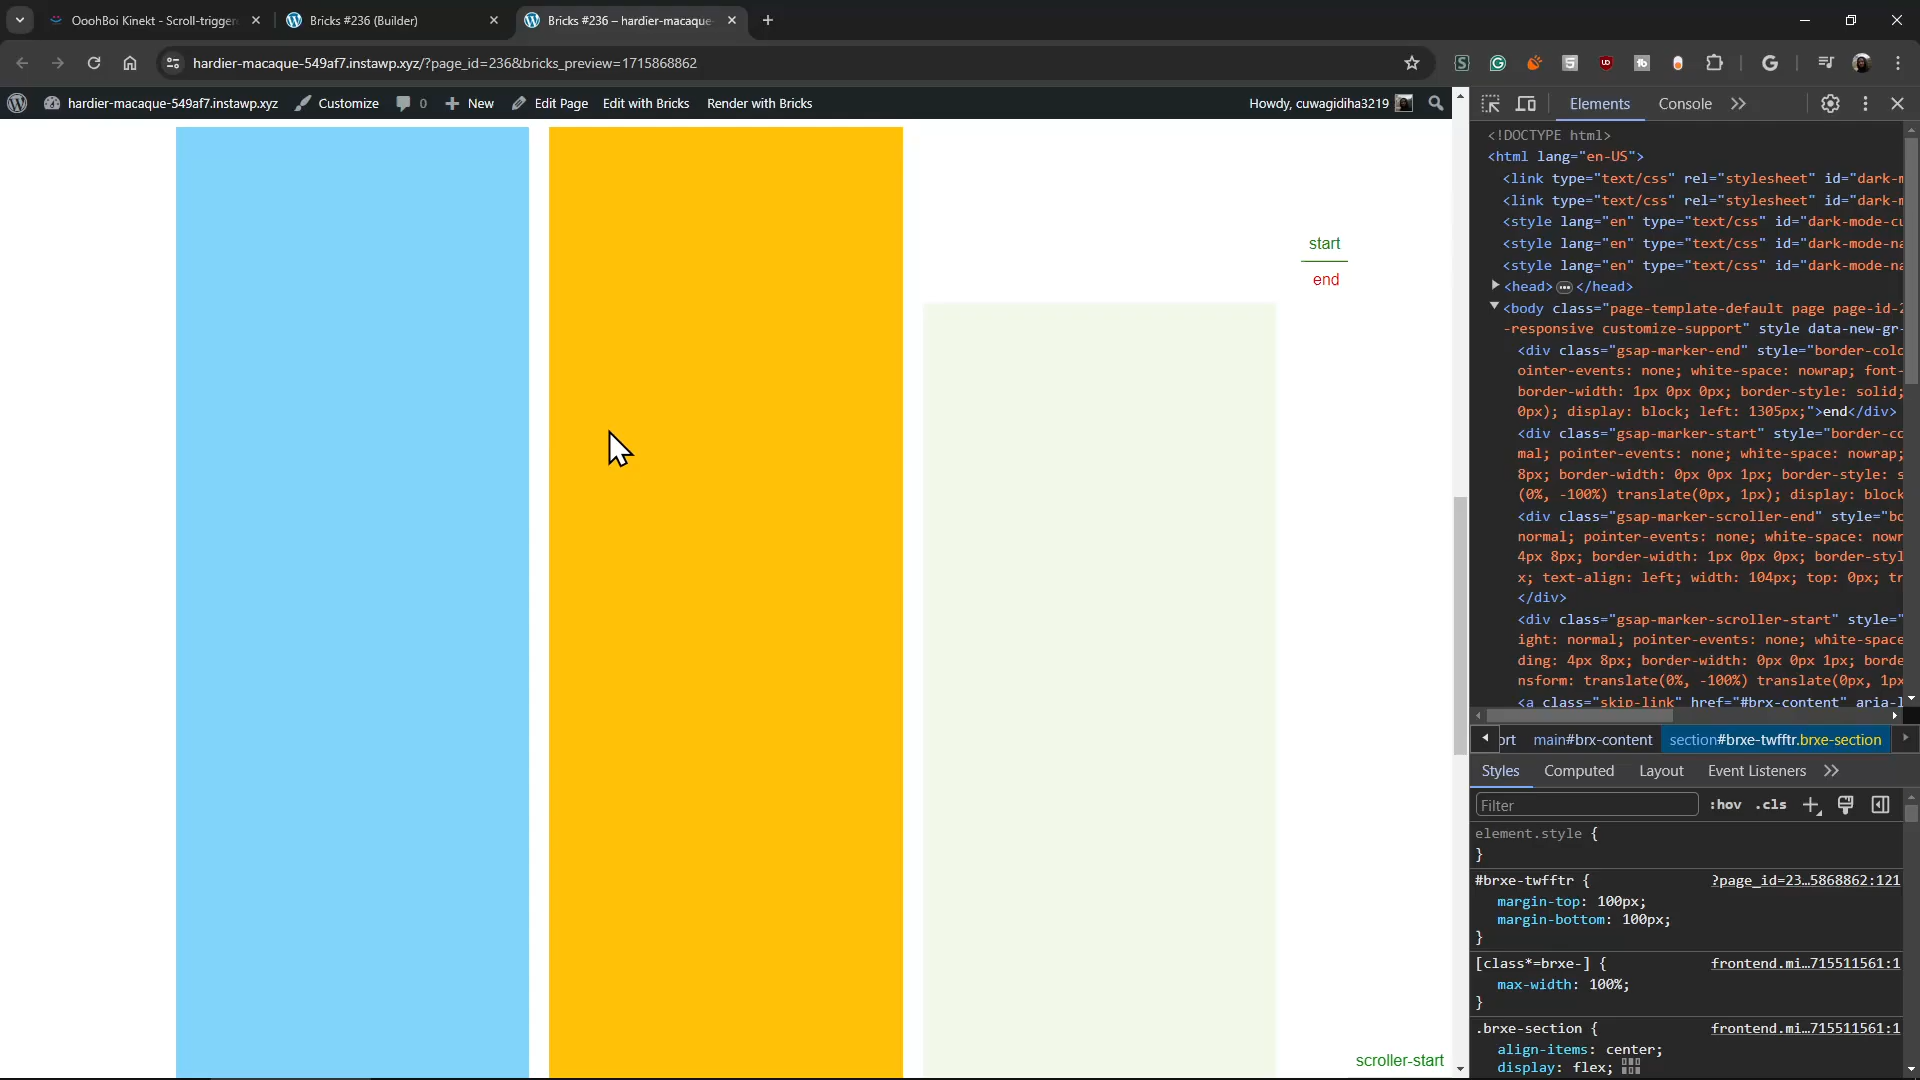 OoohBoi Kinekt - Scroll-trigger
Bricks #236 (Builder)
Bricks #236 – hardier-macaque-
hardier-macaque-549af7.instawp.xyz/?page_id=236&bricks_preview=1715868862
hardier-macaque-549af7.instawp.xyz
Customize
0
New
Edit Page
Edit with Bricks
Render with Bricks
Howdy, cuwagidiha3219
start
end
scroller-start
Elements
Console
<!DOCTYPE html>
<html lang="en-US">
<link type="text/css" rel="stylesheet" id="dark-m
<link type="text/css" rel="stylesheet" id="dark-m
<style lang="en" type="text/css" id="dark-mode-cu
<style lang="en" type="text/css" id="dark-mode-na
<style lang="en" type="text/css" id="dark-mode-na
<head> … </head>
<body class="page-template-default page page-id-2
-responsive customize-support" style data-new-gr-
<div class="gsap-marker-end" style="border-colo
ointer-events: none; white-space: nowrap; font-
border-width: 1px 0px 0px; border-style: solid;
0px); display: block; left: 1305px;">end</div>
<div class="gsap-marker-start" style="border-co
mal; pointer-events: none; white-space: nowrap;
8px; border-width: 0px 0px 1px; border-style: s
(0%, -100%) translate(0px, 1px); display: block
<div class="gsap-marker-scroller-end" style="bo
normal; pointer-events: none; white-space: nowr
4px 8px; border-width: 1px 0px 0px; border-styl
x; text-align: left; width: 104px; top: 0px; tr
</div>
<div class="gsap-marker-scroller-start" style="
ight: normal; pointer-events: none; white-space
ding: 4px 8px; border-width: 0px 0px 1px; borde
nsform: translate(0%, -100%) translate(0px, 1px
<a class="skip-link" href="#brx-content" aria-l
ort
main#brx-content
section#brxe-twfftr.brxe-section
Styles
Computed
Layout
Event Listeners
Filter
:hov
.cls
element.style {
}
#brxe-twfftr {
?page_id=23…5868862:121
margin-top: 100px;
margin-bottom: 100px;
}
[class*=brxe-] {
frontend.mi…715511561:1
max-width: 100%;
}
.brxe-section {
frontend.mi…715511561:1
align-items: center;
display: flex;